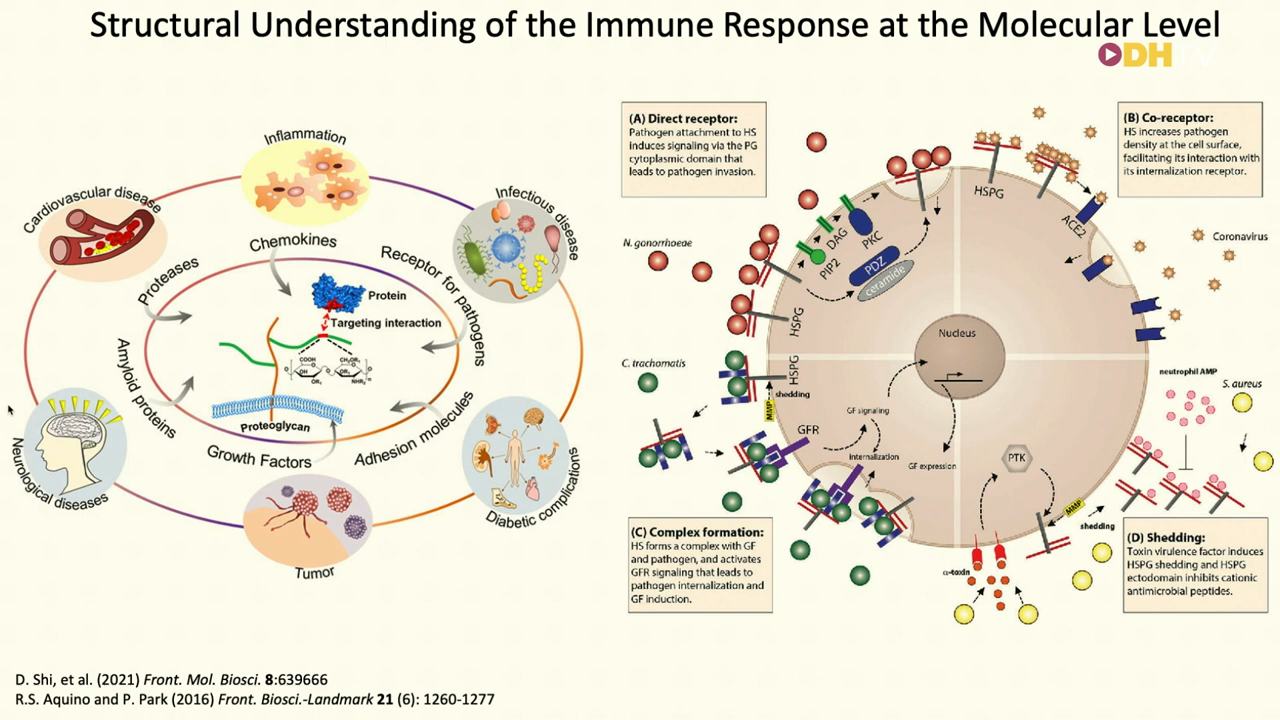 Structural Understanding of the Immune Response at the Molecular Level
DHTV
Inflammation
Cardiovascular disease
Infectious disease
Chemokines
Proteases
Receptor for pathogens
Protein
Targeting interaction
COOH
CH₂OR₁
OR₁
NHR₂
n
Amyloid proteins
Proteoglycan
Growth Factors
Adhesion molecules
Neurological diseases
Tumor
Diabetic complications
(A) Direct receptor:
Pathogen attachment to HS
induces signaling via the PG
cytoplasmic domain that
leads to pathogen invasion.
(B) Co-receptor:
HS increases pathogen
density at the cell surface,
facilitating its interaction with
its internalization receptor.
N. gonorrhoeae
HSPG
PIP2
DAG
PKC
PDZ
ceramide
HSPG
ACE2
Coronavirus
Nucleus
C. trachomatis
HSPG
shedding
MMP
GFR
GF signaling
internalization
GF expression
PTK
neutrophil AMP
S. aureus
MMP
shedding
α-toxin
(C) Complex formation:
HS forms a complex with GF
and pathogen, and activates
GFR signaling that leads to
pathogen internalization and
GF induction.
(D) Shedding:
Toxin virulence factor induces
HSPG shedding and HSPG
ectodomain inhibits cationic
antimicrobial peptides.
D. Shi, et al. (2021) Front. Mol. Biosci. 8:639666
R.S. Aquino and P. Park (2016) Front. Biosci.-Landmark 21 (6): 1260-1277